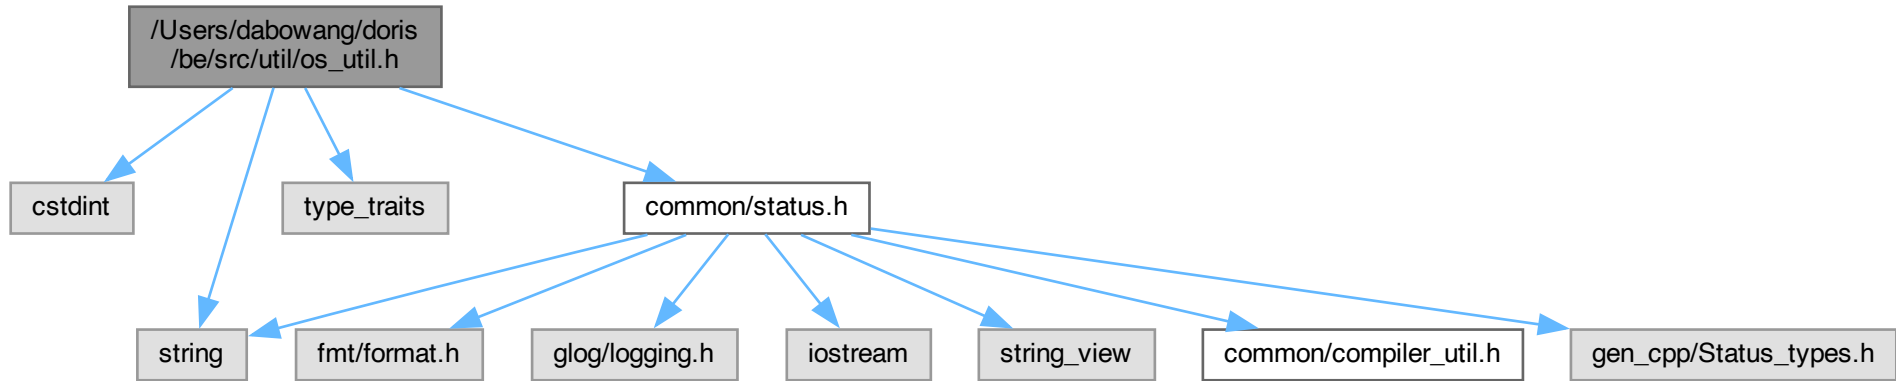 /Users/dabowang/doris
/be/src/util/os_util.h
cstdint
type_traits
common/status.h
string
fmt/format.h
glog/logging.h
iostream
string_view
common/compiler_util.h
gen_cpp/Status_types.h